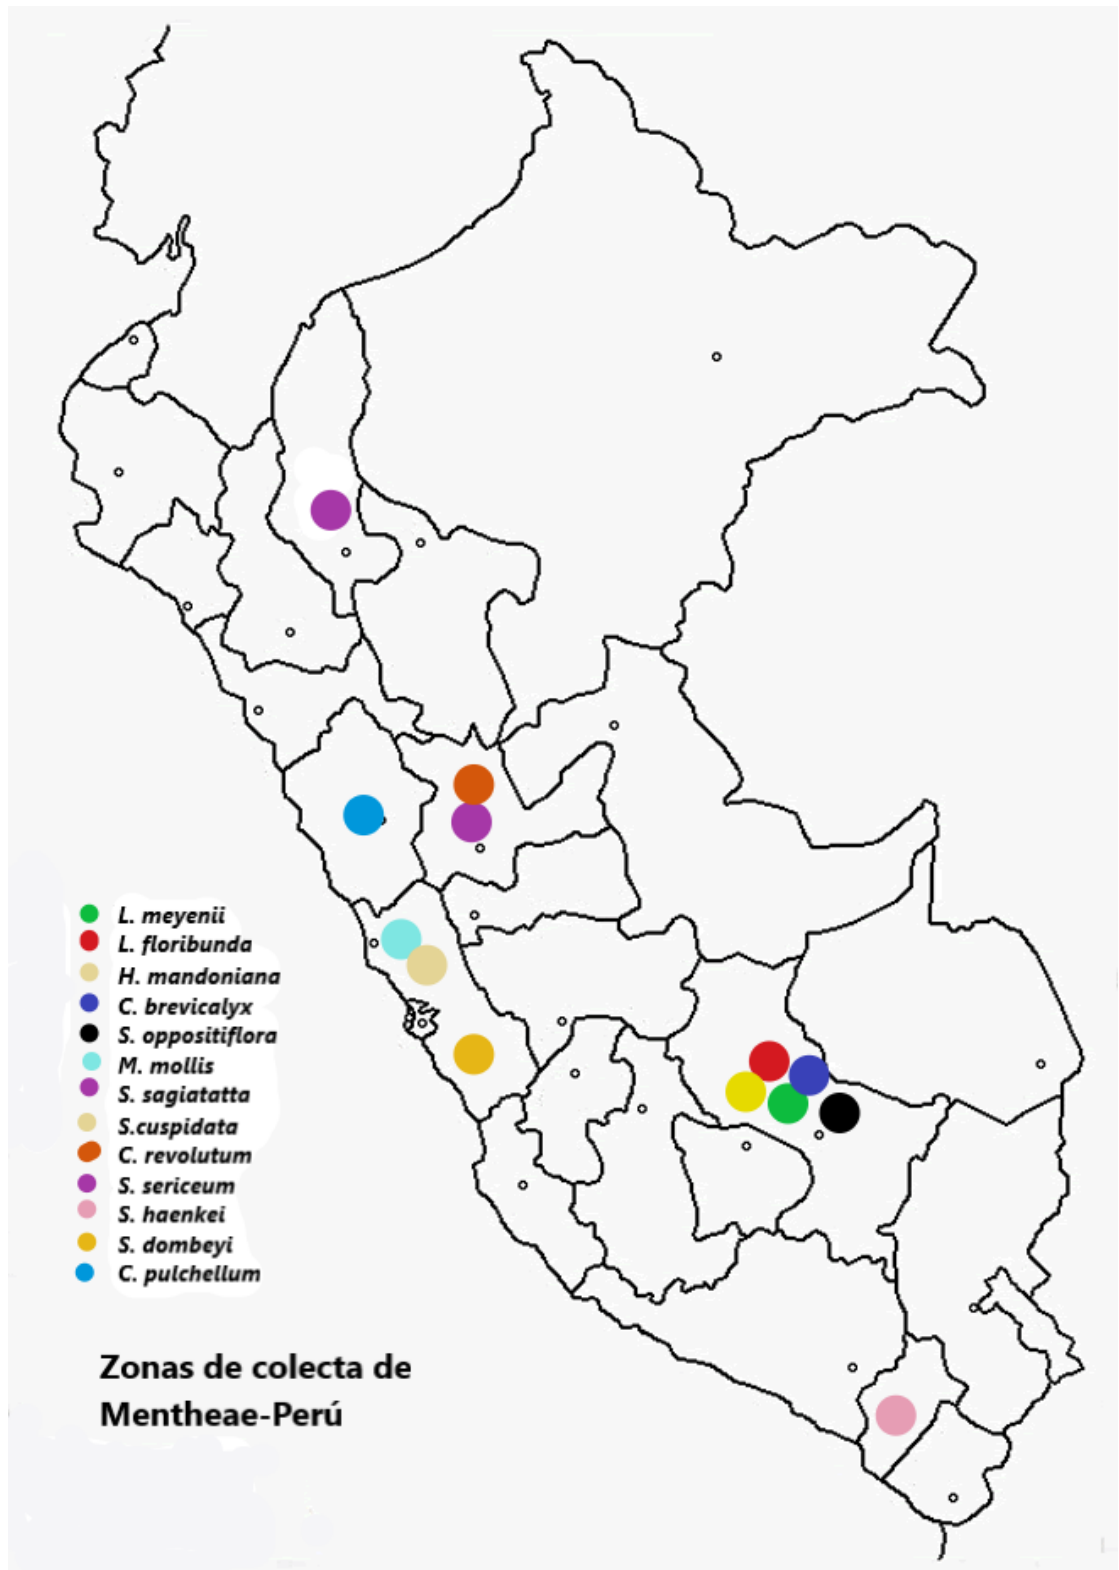 L. meyenii
L. floribunda
H. mandoniana
C. brevicalyx
S. oppositiflora
M. mollis
S. sagiatatta
S.cuspidata
C. revolutum
S. sericeum
S. haenkei
S. dombeyi
C. pulchellum
Zonas de colecta de
Mentheae-Perú